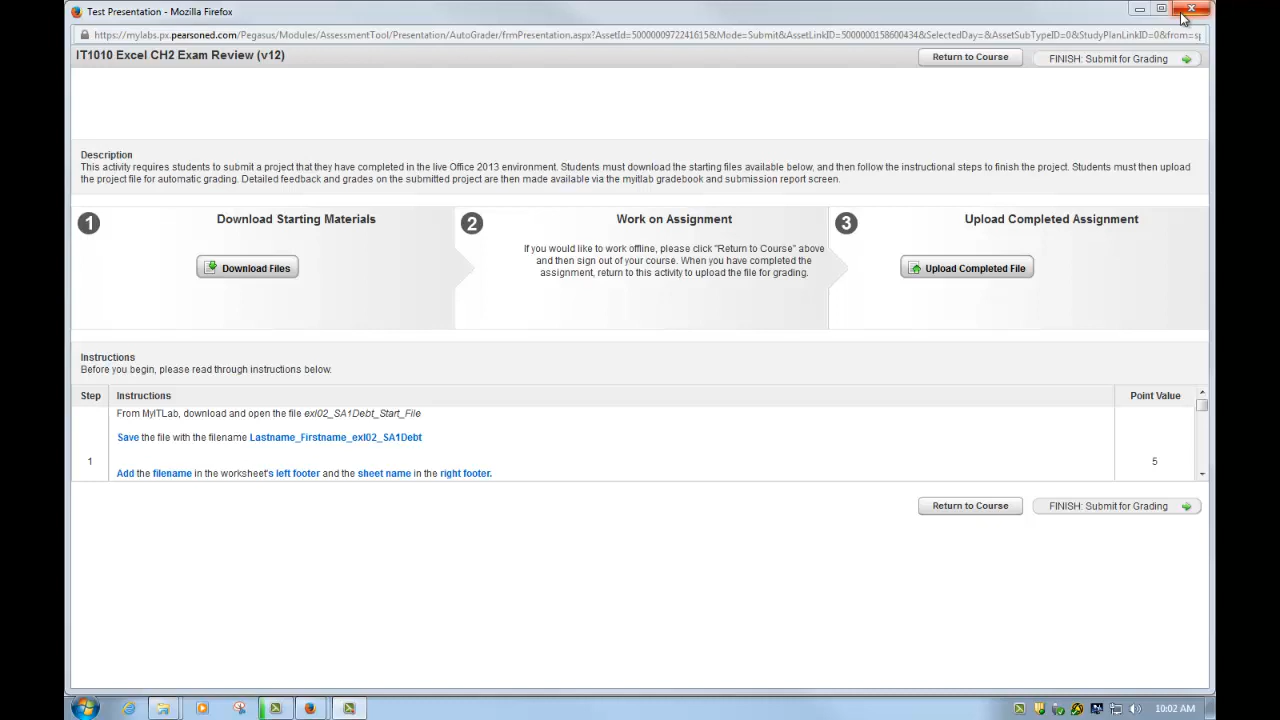 Test Presentation - Mozilla Firefox
https://mylabs.px.pearsoned.com/Pegasus/Modules/AssessmentTool/Presentation/AutoGrader/frmPresentation.aspx?AssetId=5000000972241615&Mode=Submit&AssetLinkID=5000000158600434&SelectedDay=&AssetSubTypeID=0&StudyPlanLinkID=0&from=sp
IT1010 Excel CH2 Exam Review (v12)
Return to Course
FINISH: Submit for Grading
Description
This activity requires students to submit a project that they have completed in the live Office 2013 environment. Students must download the starting files available below, and then follow the instructional steps to finish the project. Students must then upload
the project file for automatic grading. Detailed feedback and grades on the submitted project are then made available via the myitlab gradebook and submission report screen.
1
Download Starting Materials
Download Files
2
Work on Assignment
If you would like to work offline, please click "Return to Course" above
and then sign out of your course. When you have completed the
assignment, return to this activity to upload the file for grading.
3
Upload Completed Assignment
Upload Completed File
Instructions
Before you begin, please read through instructions below.
Step
Instructions
Point Value
From MyITLab, download and open the file exl02_SA1Debt_Start_File
Save the file with the filename Lastname_Firstname_exl02_SA1Debt
1
5
Add the filename in the worksheet's left footer and the sheet name in the right footer.
Return to Course
FINISH: Submit for Grading
10:02 AM